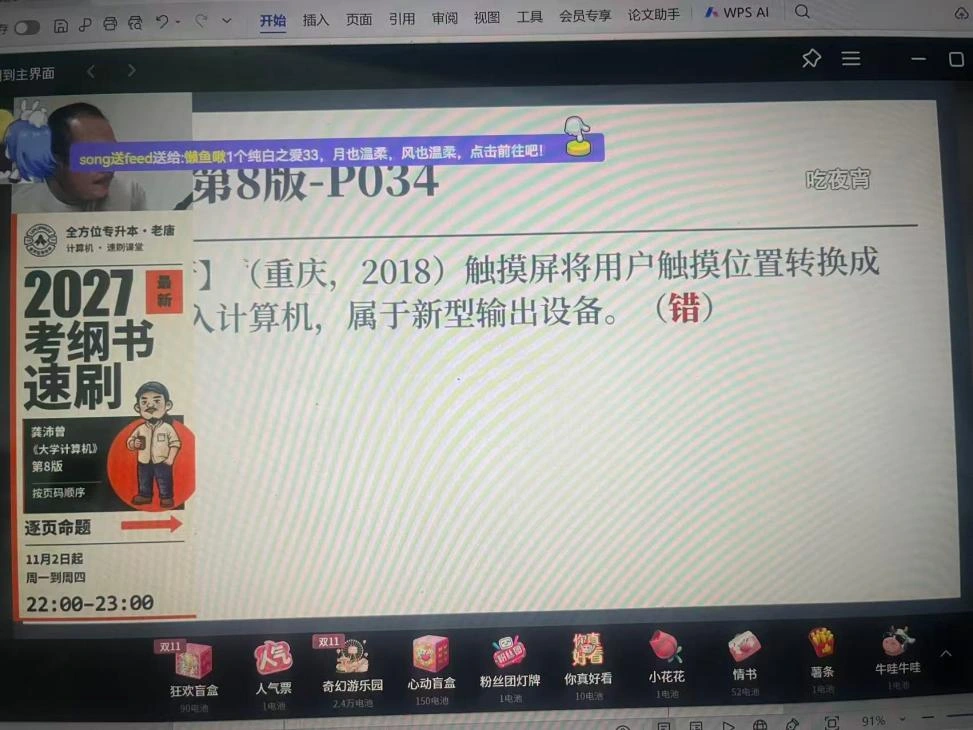 开始 插入 页面 引用 审阅 视图 工具 会员专享 论文助手 WPS AI
到主界面
song送feed送给:懒鱼啾1个纯白之爱33，月也温柔，风也温柔，点击前往吧！
第8版-P034
吃夜宵
】（重庆，2018）触摸屏将用户触摸位置转换成
入计算机，属于新型输出设备。（错）
全方位专升本·老唐
计算机·速刷课堂
2027
最新
考纲书
速刷
龚沛曾
《大学计算机》
第8版
按页码顺序
逐页命题
11月2日起
周一到周四
22:00-23:00
双11 双11
人气 粉丝团 你真好看
狂欢盲盒 人气票 奇幻游乐园 心动盲盒 粉丝团灯牌 你真好看 小花花 情书 薯条 牛哇牛哇
90电池 1电池 2.4万电池 150电池 1电池 10电池 1电池 52电池 1电池 1电池
91%